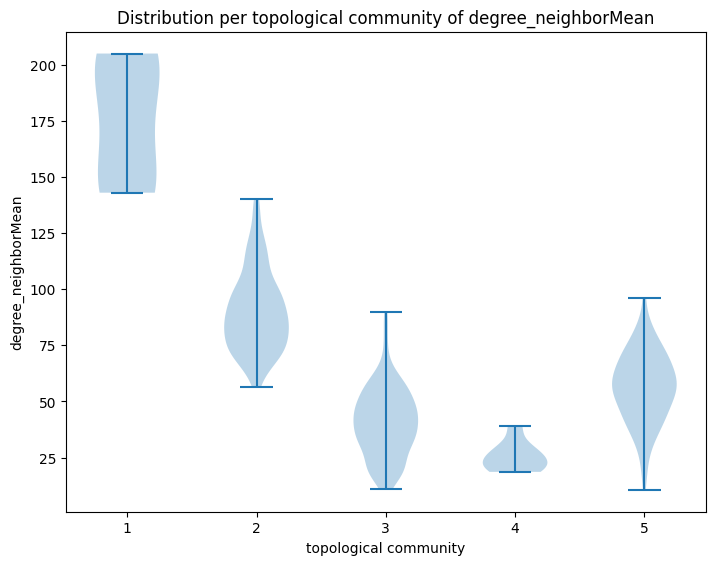 Distribution per topological community of degree_neighborMean
degree_neighborMean
200
175
150
125
100
75
50
25
1 2 3 4 5
topological community